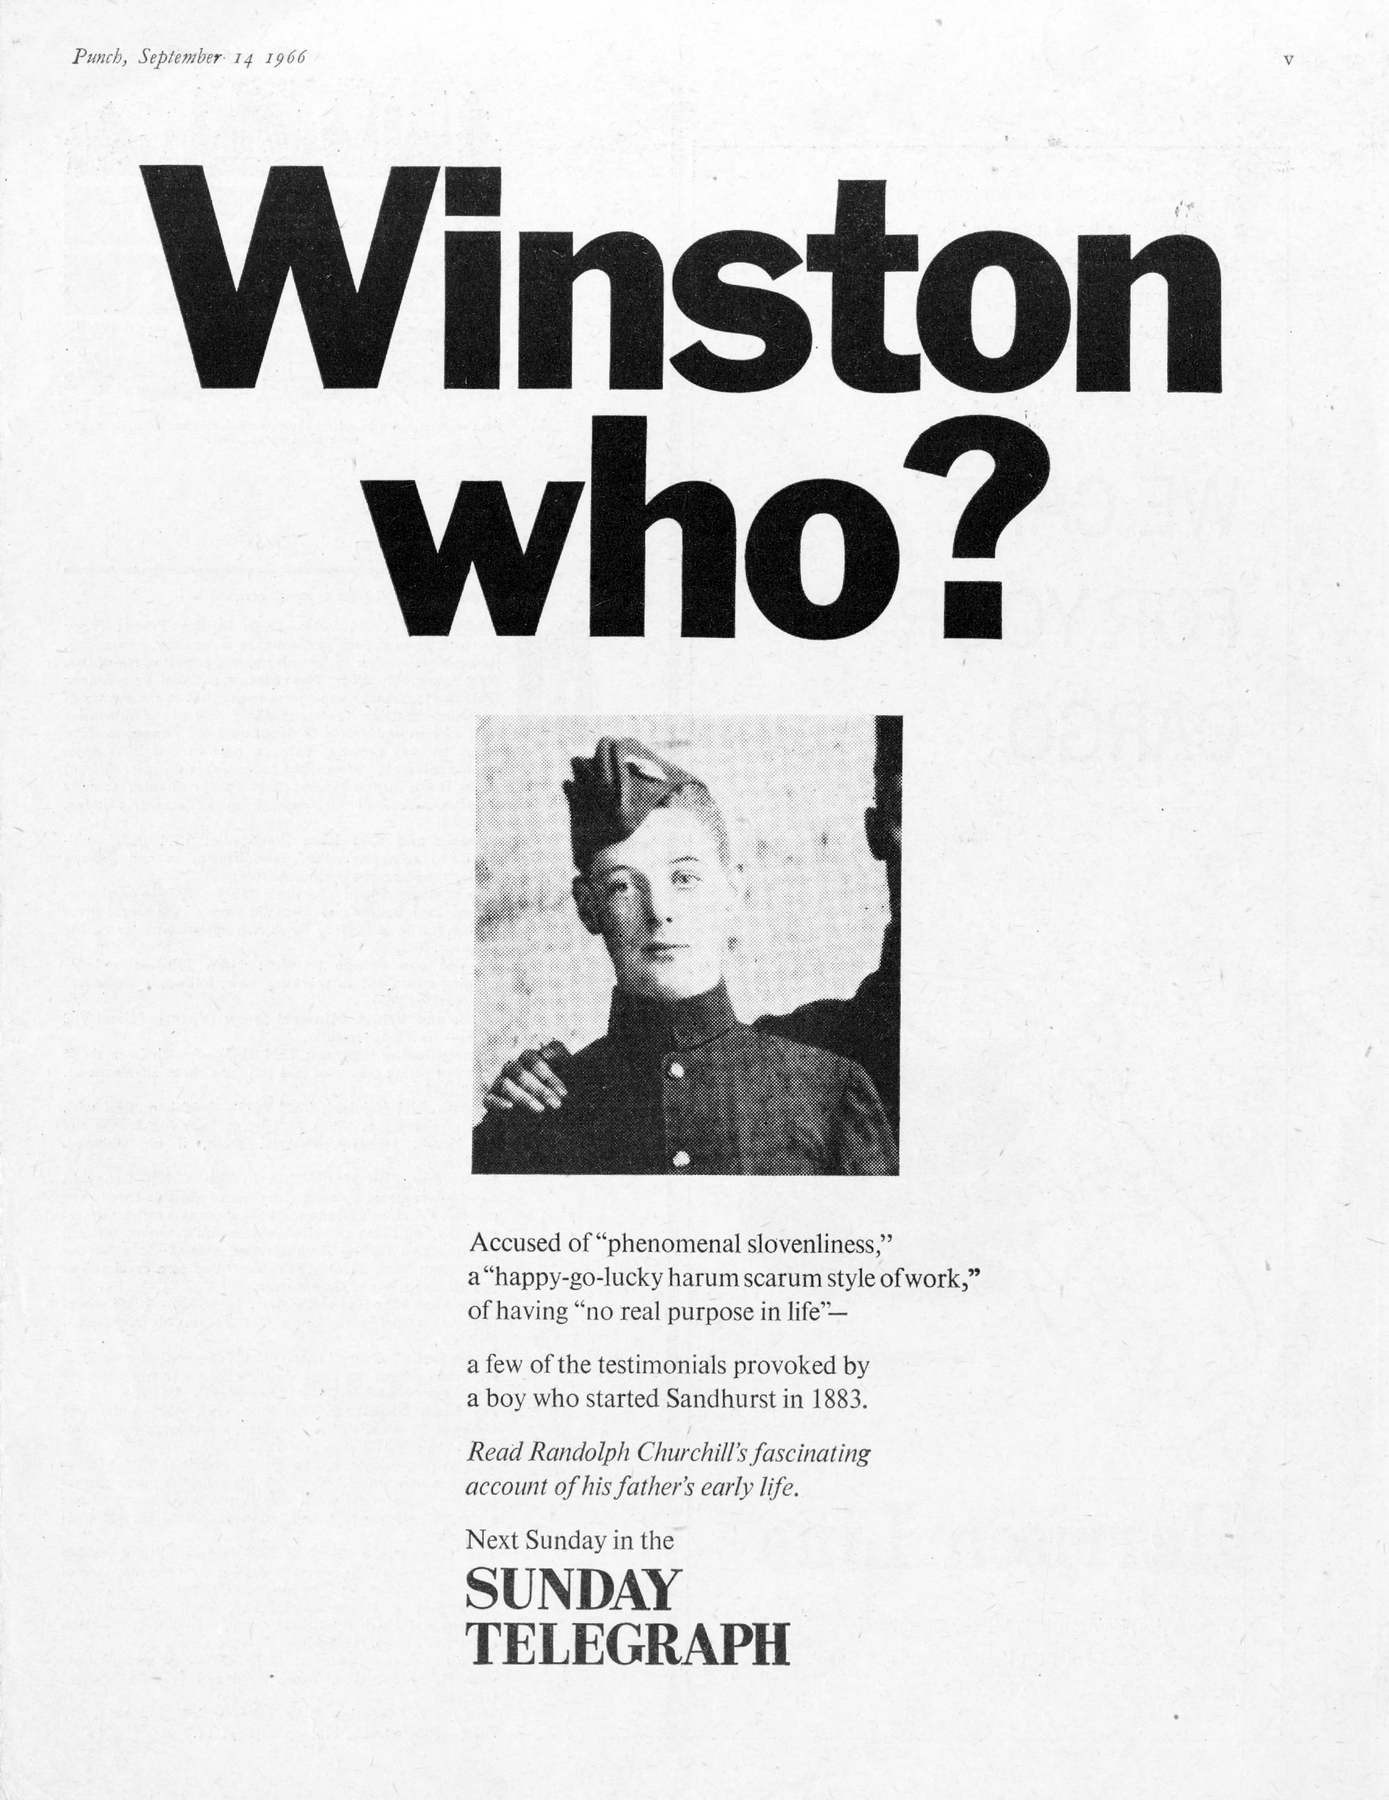 Punch, September 14 1966
v
Winston
who?
Accused of “phenomenal slovenliness,”
a “happy-go-lucky harum scarum style of work,”
of having “no real purpose in life”—
a few of the testimonials provoked by
a boy who started Sandhurst in 1883.
Read Randolph Churchill’s fascinating
account of his father’s early life.
Next Sunday in the
SUNDAY
TELEGRAPH